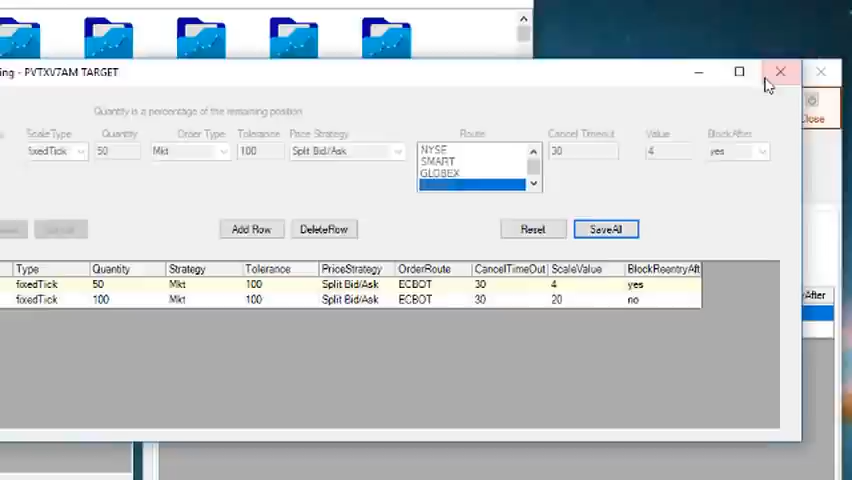 ing - PVTXV7AM TARGET
Quantity is a percentage of the remaining position
ScaleType Quantity Order Type Tolerance Price Strategy Route Cancel Timeout Value BlockAfter
fixedTick 50 Mkt 100 Split Bid/Ask 30 4 yes
NYSE
SMART
GLOBEX
Close
Add Row DeleteRow Reset SaveAll
Type Quantity Strategy Tolerance PriceStrategy OrderRoute CancelTimeOut ScaleValue BlockReentryAft
fixedTick 50 Mkt 100 Split Bid/Ask ECBOT 30 4 yes
fixedTick 100 Mkt 100 Split Bid/Ask ECBOT 30 20 no
After